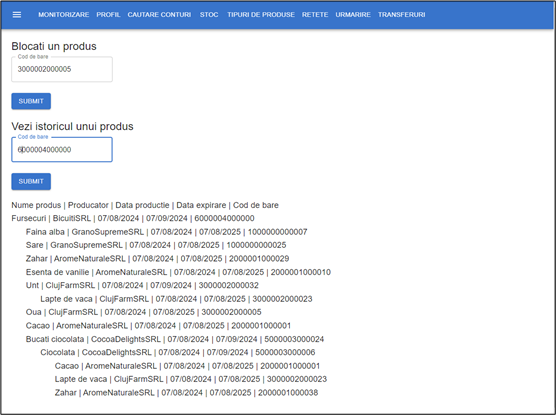 MONITORIZARE PROFIL CAUTARE CONTURI STOC TIPURI DE PRODUSE RETETE URMARIRE TRANSFERURI
Blocati un produs
Cod de bare
3000002000005
SUBMIT
Vezi istoricul unui produs
Cod de bare
6000004000000
SUBMIT
Nume produs | Producator | Data productie | Data expirare | Cod de bare
Fursecuri | BicuitiSRL | 07/08/2024 | 07/09/2024 | 6000004000000
Faina alba | GranoSupremeSRL | 07/08/2024 | 07/08/2025 | 1000000000007
Sare | GranoSupremeSRL | 07/08/2024 | 07/08/2025 | 1000000000025
Zahar | AromeNaturaleSRL | 07/08/2024 | 07/08/2025 | 2000001000029
Esenta de vanilie | AromeNaturaleSRL | 07/08/2024 | 07/08/2025 | 2000001000010
Unt | ClujFarmSRL | 07/08/2024 | 07/09/2024 | 3000002000032
Lapte de vaca | ClujFarmSRL | 07/08/2024 | 07/08/2025 | 3000002000023
Oua | ClujFarmSRL | 07/08/2024 | 07/08/2025 | 3000002000005
Cacao | AromeNaturaleSRL | 07/08/2024 | 07/08/2025 | 2000001000001
Bucati ciocolata | CocoaDelightsSRL | 07/08/2024 | 07/09/2024 | 5000003000024
Ciocolata | CocoaDelightsSRL | 07/08/2024 | 07/09/2024 | 5000003000006
Cacao | AromeNaturaleSRL | 07/08/2024 | 07/08/2025 | 2000001000001
Lapte de vaca | ClujFarmSRL | 07/08/2024 | 07/08/2025 | 3000002000023
Zahar | AromeNaturaleSRL | 07/08/2024 | 07/08/2025 | 2000001000038